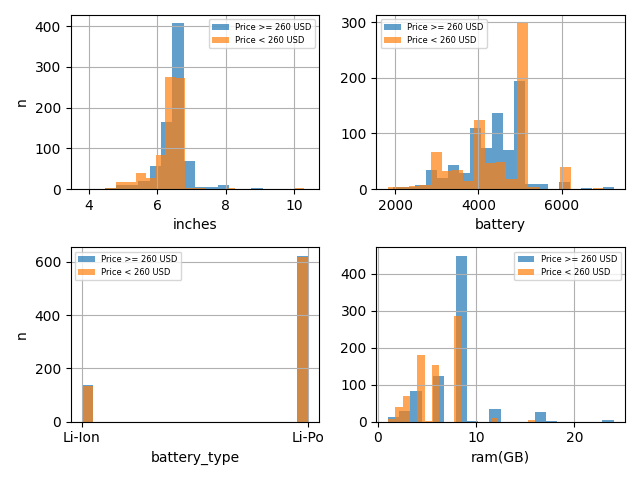 400
300
200
100
0
n
4
6
8
10
inches
Price >= 260 USD
Price < 260 USD
300
200
100
0
2000
4000
6000
battery
Price >= 260 USD
Price < 260 USD
600
400
200
0
n
Li-Ion
Li-Po
battery_type
Price >= 260 USD
Price < 260 USD
400
300
200
100
0
0
10
20
ram(GB)
Price >= 260 USD
Price < 260 USD